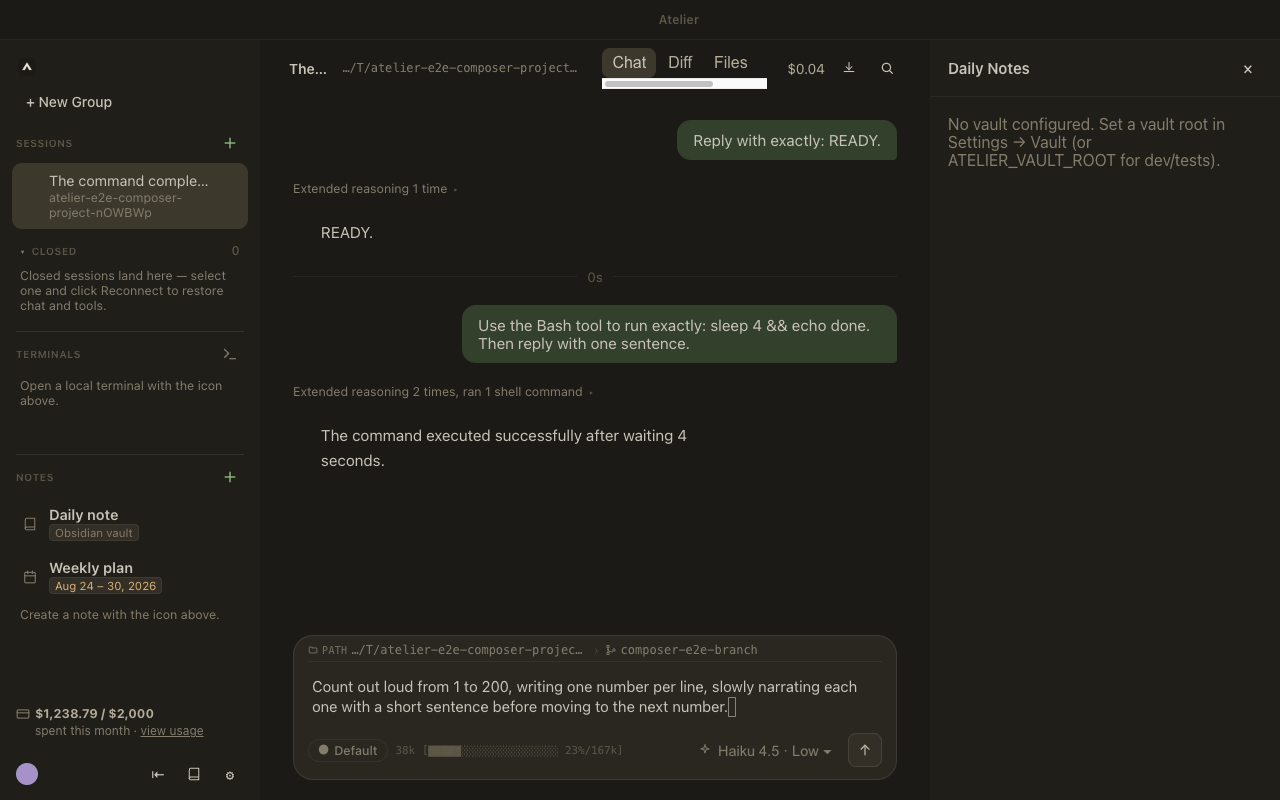 Atelier
+ New Group
SESSIONS
The command comple...
atelier-e2e-composer-
project-nOWBWp
CLOSED 0
Closed sessions land here — select
one and click Reconnect to restore
chat and tools.
TERMINALS
Open a local terminal with the icon
above.
NOTES
Daily note
Obsidian vault
Weekly plan
Aug 24 – 30, 2026
Create a note with the icon above.
$1,238.79 / $2,000
spent this month · view usage
The... …/T/atelier-e2e-composer-project… Chat Diff Files $0.04
Reply with exactly: READY.
Extended reasoning 1 time
READY.
0s
Use the Bash tool to run exactly: sleep 4 && echo done.
Then reply with one sentence.
Extended reasoning 2 times, ran 1 shell command
The command executed successfully after waiting 4
seconds.
PATH …/T/atelier-e2e-composer-projec… › composer-e2e-branch
Count out loud from 1 to 200, writing one number per line, slowly narrating each
one with a short sentence before moving to the next number.
Default 38k [ 23%/167k] Haiku 4.5 · Low
Daily Notes ×
No vault configured. Set a vault root in
Settings → Vault (or
ATELIER_VAULT_ROOT for dev/tests).